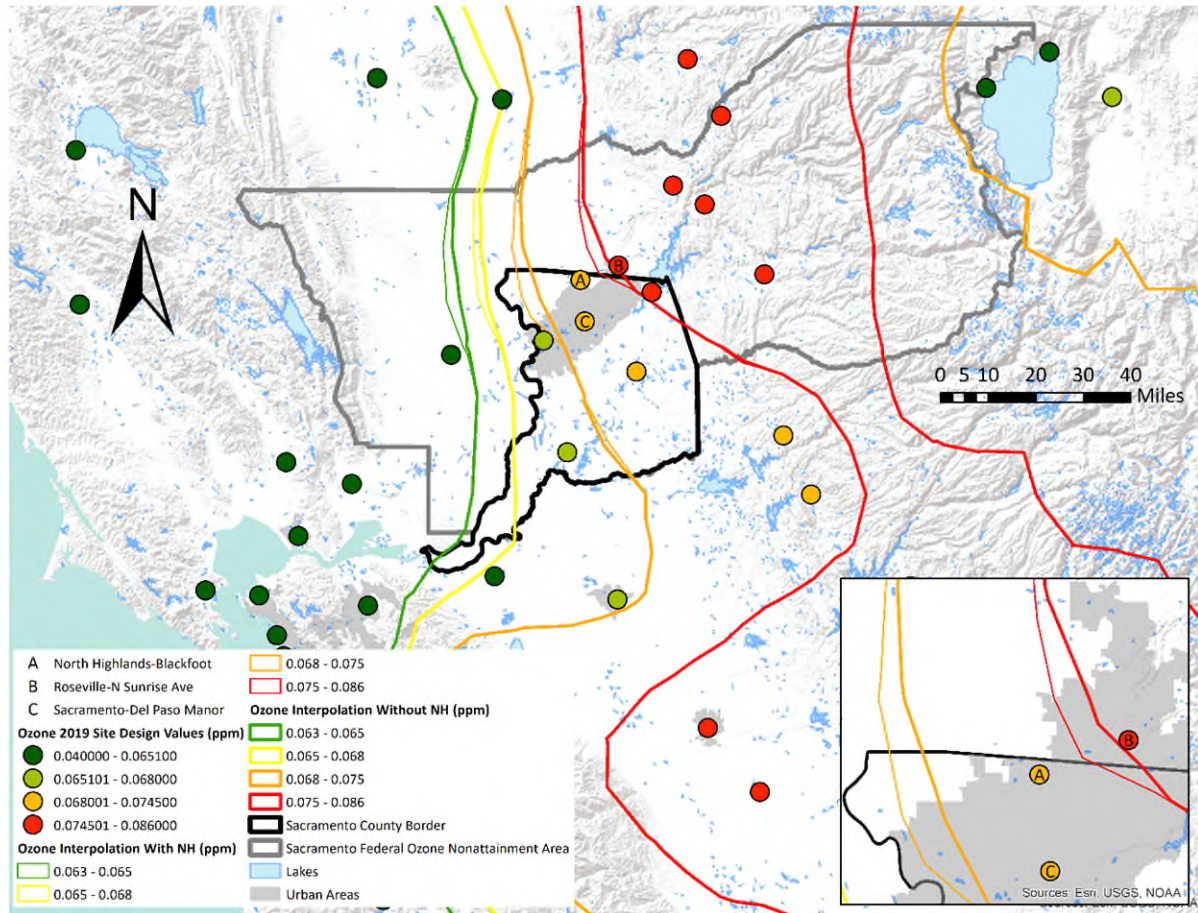 N
B
A
C
0 5 10 20 30 40
Miles
A North Highlands-Blackfoot
B Roseville-N Sunrise Ave
C Sacramento-Del Paso Manor
Ozone 2019 Site Design Values (ppm)
0.040000 - 0.065100
0.065101 - 0.068000
0.068001 - 0.074500
0.074501 - 0.086000
Ozone Interpolation With NH (ppm)
0.063 - 0.065
0.065 - 0.068
0.068 - 0.075
0.075 - 0.086
Ozone Interpolation Without NH (ppm)
0.063 - 0.065
0.065 - 0.068
0.068 - 0.075
0.075 - 0.086
Sacramento County Border
Sacramento Federal Ozone Nonattainment Area
Lakes
Urban Areas
B
A
C
Sources: Esri, USGS, NOAA